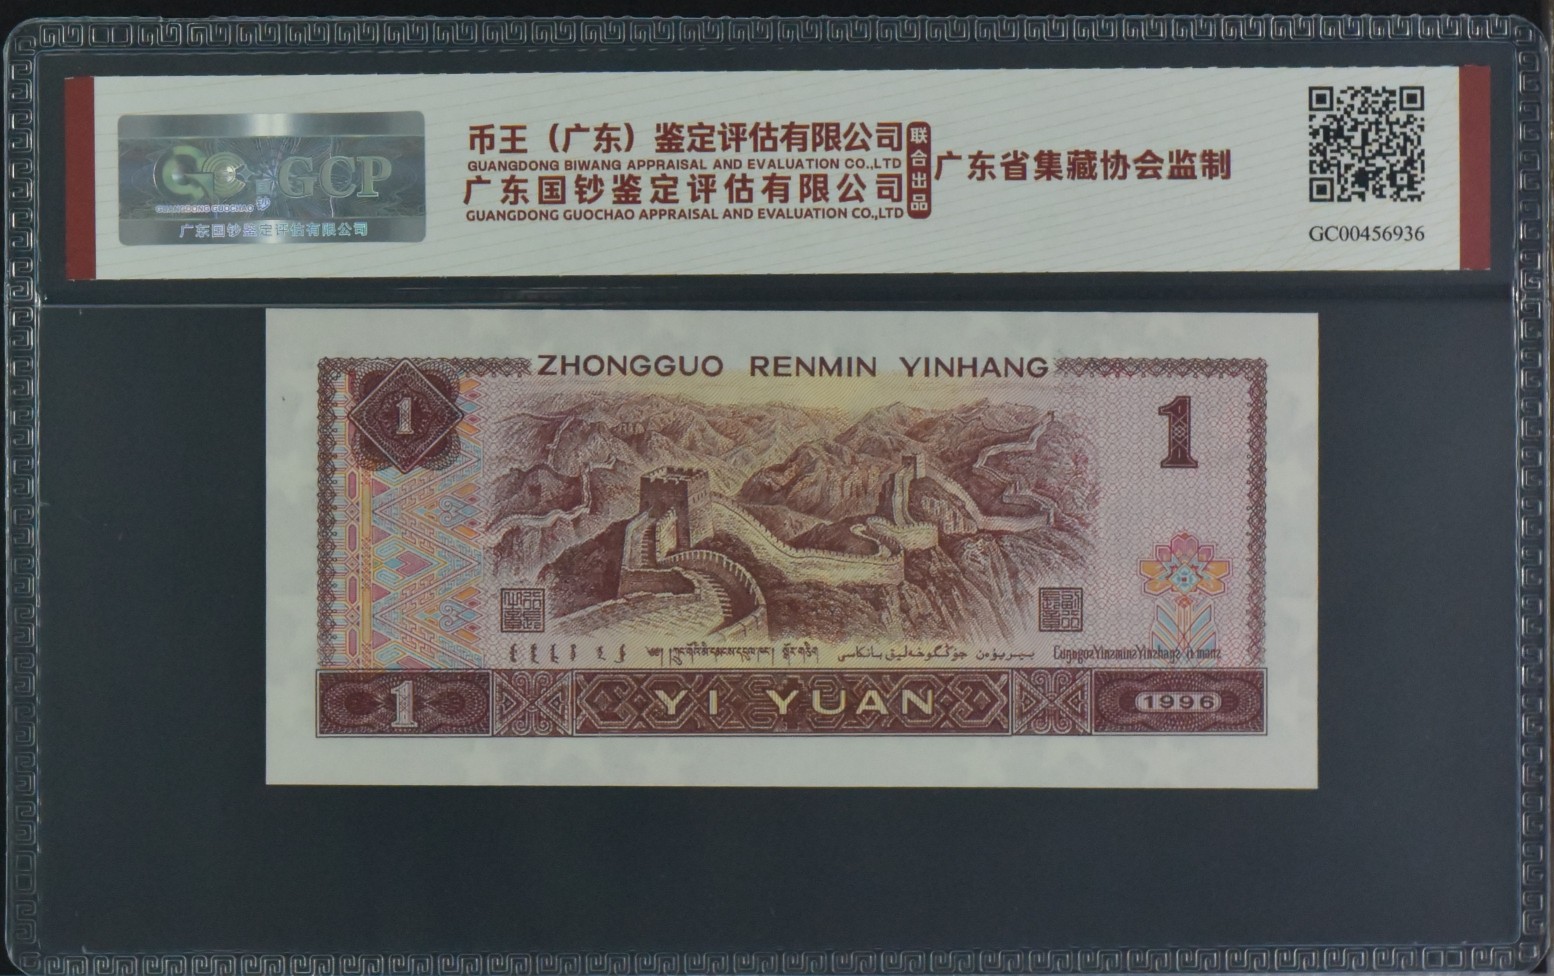 币王（广东）鉴定评估有限公司
GUANGDONG BIWANG APPRAISAL AND EVALUATION CO.,LTD
广东国钞鉴定评估有限公司
GUANGDONG GUOCHAO APPRAISAL AND EVALUATION CO.,LTD
联合出品
广东省集藏协会监制
GCP
GUANGDONG GUOCHAO
广东国钞鉴定评估有限公司
GC00456936
ZHONGGUO RENMIN YINHANG
1
1
1
YI YUAN
1996